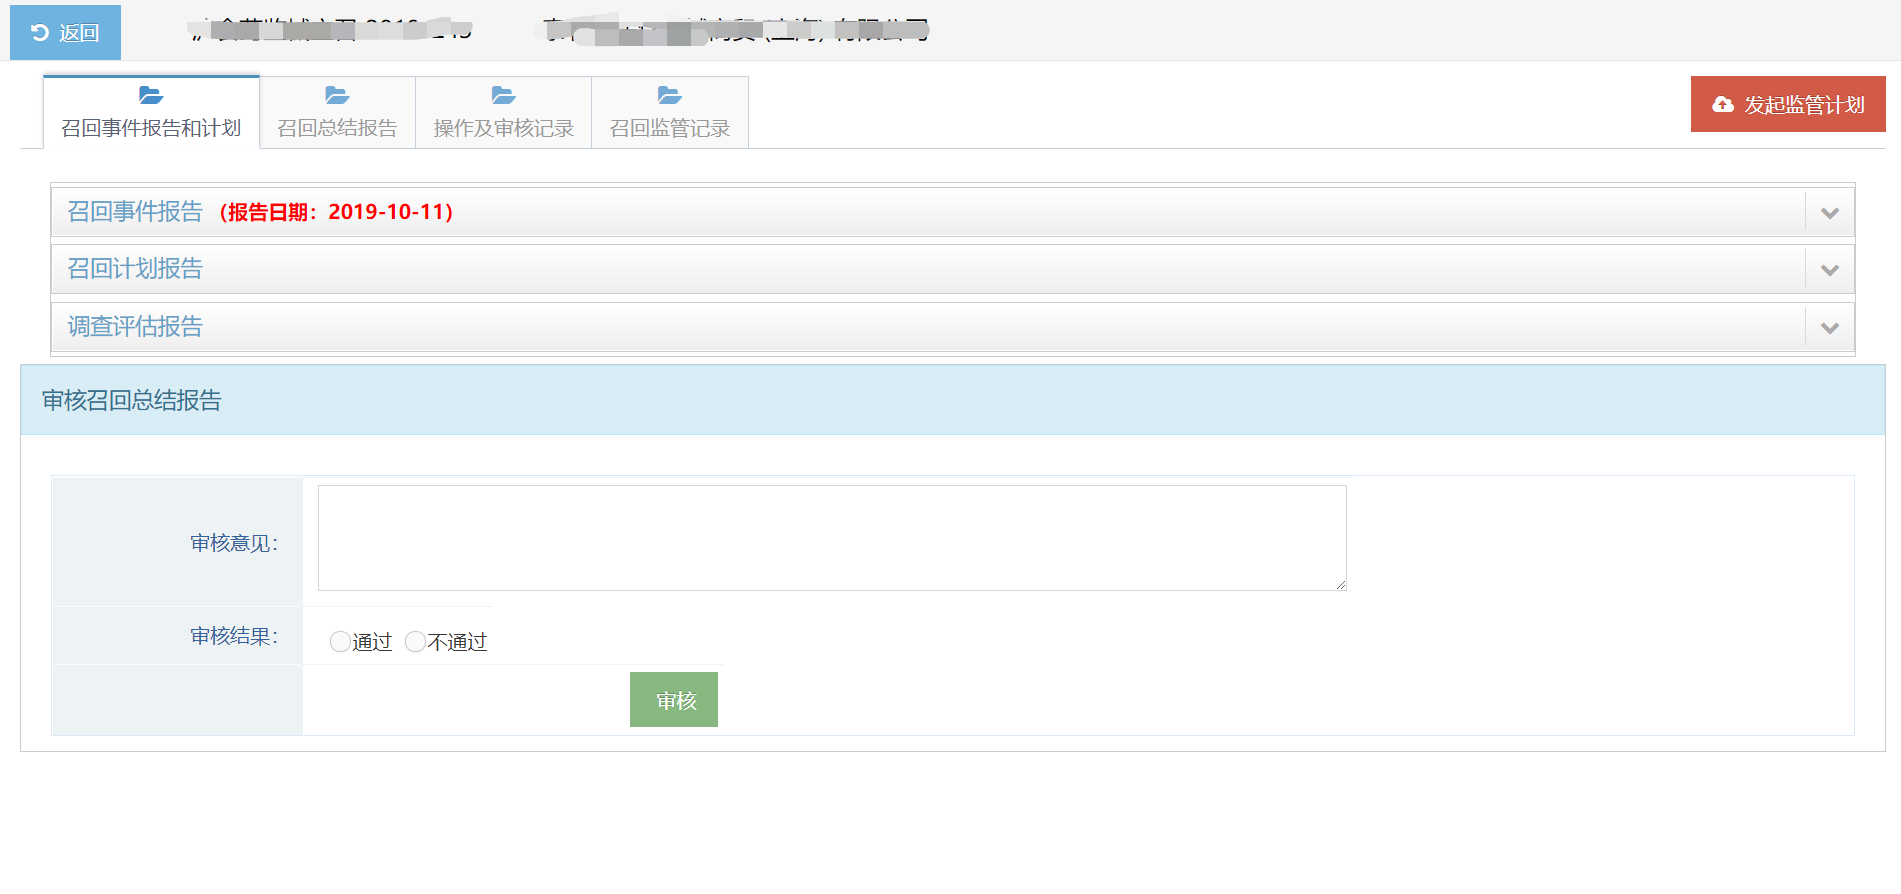 返回
有限公司
发起监管计划
召回事件报告和计划
召回总结报告
操作及审核记录
召回监管记录
召回事件报告 （报告日期：2019-10-11）
召回计划报告
调查评估报告
审核召回总结报告
审核意见：
审核结果：
通过 不通过
审核